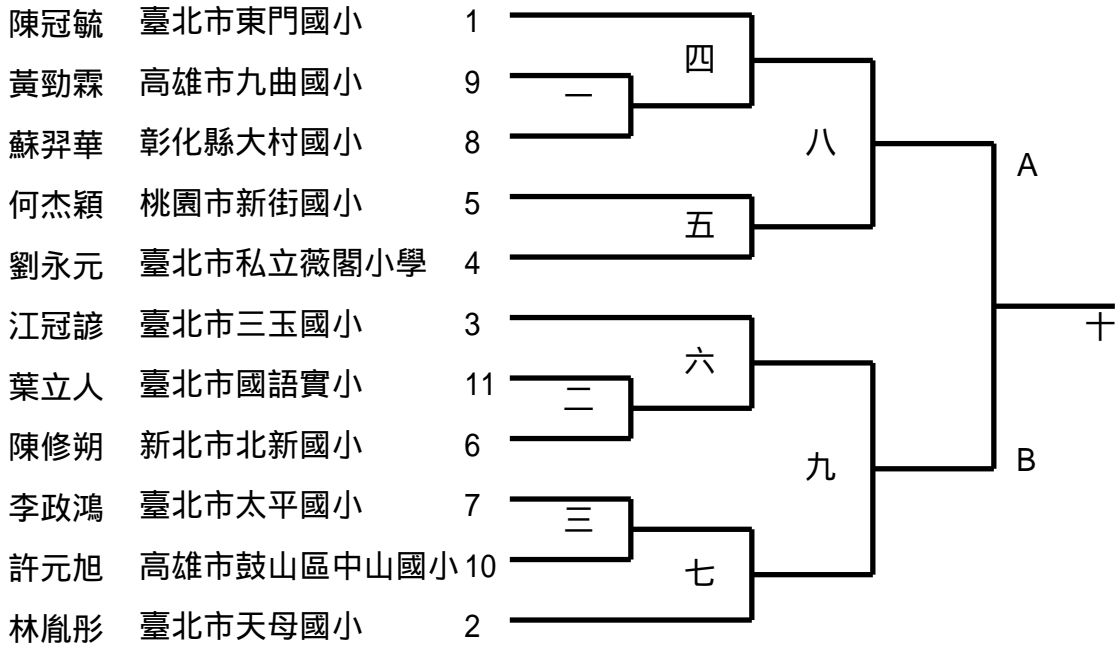 陳冠毓 臺北市東門國小 1
四
黃勁霖 高雄市九曲國小 9
一
蘇羿華 彰化縣大村國小 8
八
A
何杰穎 桃園市新街國小 5
五
劉永元 臺北市私立薇閣小學 4
江冠諺 臺北市三玉國小 3
十
六
葉立人 臺北市國語實小 11
二
陳修朔 新北市北新國小 6
九
B
李政鴻 臺北市太平國小 7
三
許元旭 高雄市鼓山區中山國小 10
七
林胤彤 臺北市天母國小 2